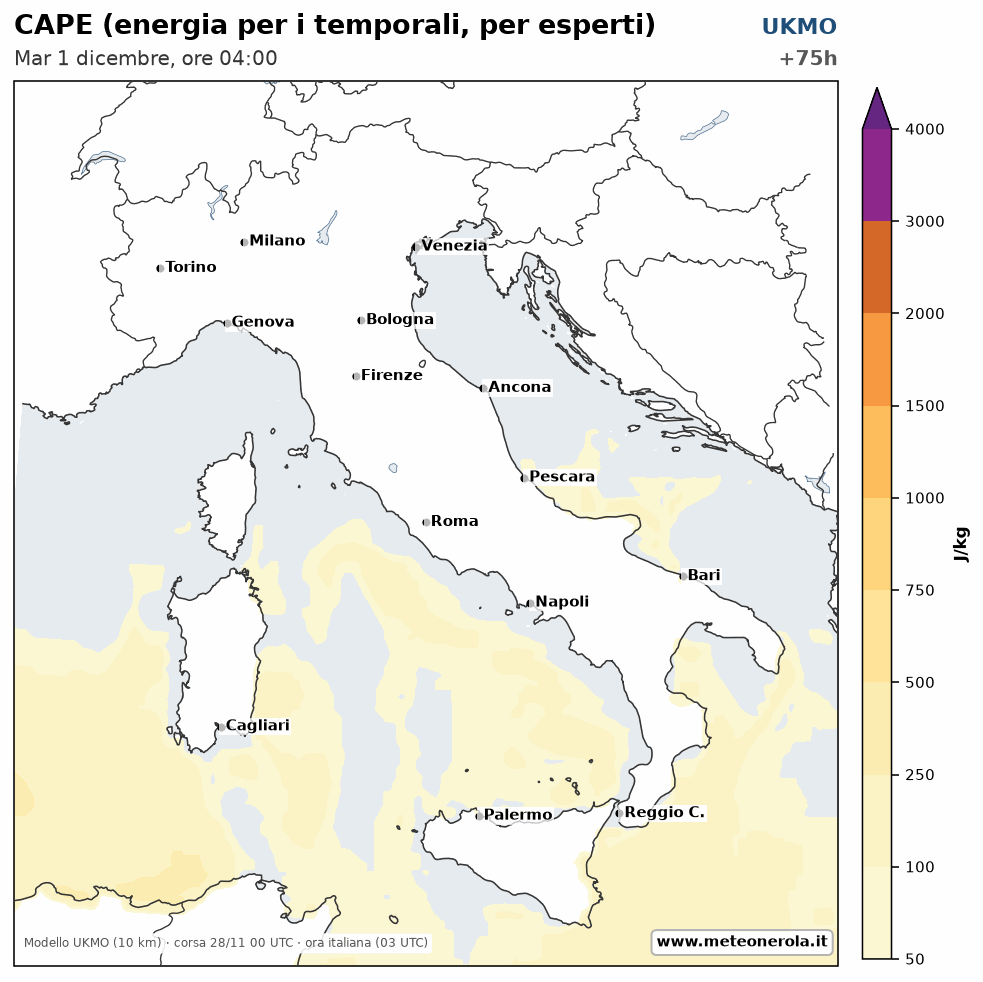 CAPE (energia per i temporali, per esperti)
UKMO
Mar 1 dicembre, ore 04:00
+75h
4000
3000
2000
1500
1000
750
500
250
100
50
J/kg
Milano
Venezia
Torino
Genova
Bologna
Firenze
Ancona
Pescara
Roma
Bari
Napoli
Cagliari
Palermo
Reggio C.
Modello UKMO (10 km) · corsa 28/11 00 UTC · ora italiana (03 UTC)
www.meteonerola.it